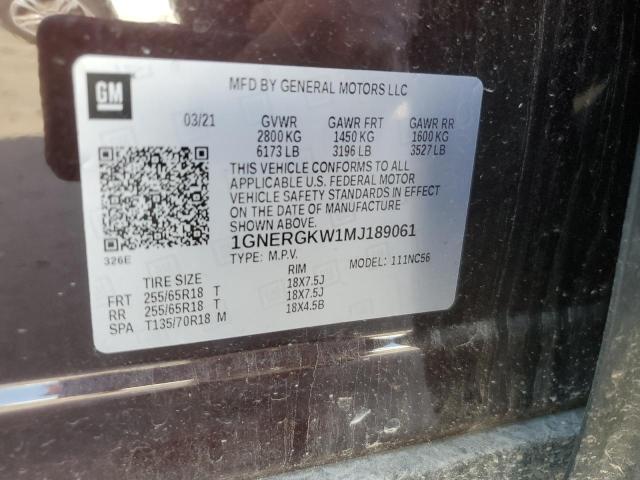 GM
MFD BY GENERAL MOTORS LLC
03/21 GVWR GAWR FRT GAWR RR
2800 KG 1450 KG 1600 KG
6173 LB 3196 LB 3527 LB
THIS VEHICLE CONFORMS TO ALL
APPLICABLE U.S. FEDERAL MOTOR
VEHICLE SAFETY STANDARDS IN EFFECT
ON THE DATE OF MANUFACTURE
SHOWN ABOVE.
1GNERGKW1MJ189061
326E TYPE: M.P.V. MODEL: 111NC56
TIRE SIZE RIM
FRT 255/65R18 T 18X7.5J
RR 255/65R18 T 18X7.5J
SPA T135/70R18 M 18X4.5B